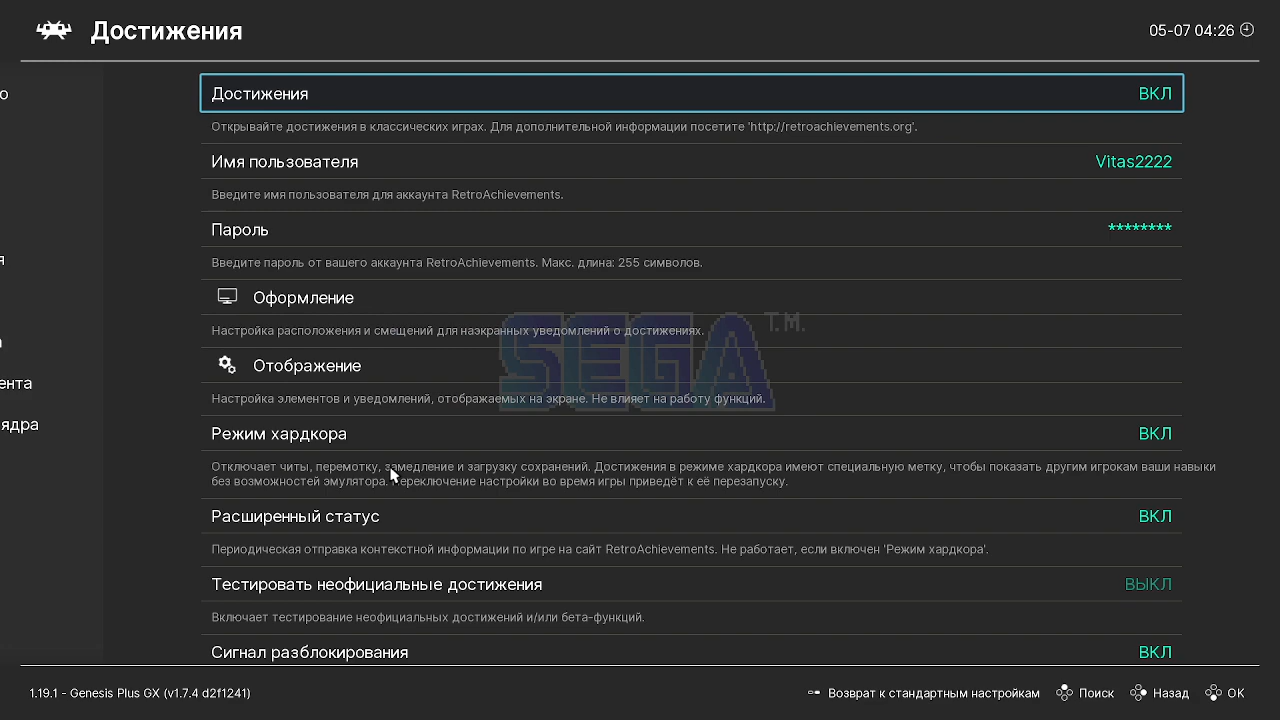 Достижения
05-07 04:26
о
Достижения ВКЛ
Открывайте достижения в классических играх. Для дополнительной информации посетите 'http://retroachievements.org'.
Имя пользователя Vitas2222
Введите имя пользователя для аккаунта RetroAchievements.
Пароль ********
я
Введите пароль от вашего аккаунта RetroAchievements. Макс. длина: 255 символов.
Оформление
SEGA T.M.
Настройка расположения и смещений для наэкранных уведомлений о достижениях.
а
Отображение
ента
Настройка элементов и уведомлений, отображаемых на экране. Не влияет на работу функций.
ядра
Режим хардкора ВКЛ
Отключает читы, перемотку, замедление и загрузку сохранений. Достижения в режиме хардкора имеют специальную метку, чтобы показать другим игрокам ваши навыки
без возможностей эмулятора. Переключение настройки во время игры приведёт к её перезапуску.
Расширенный статус ВКЛ
Периодическая отправка контекстной информации по игре на сайт RetroAchievements. Не работает, если включен 'Режим хардкора'.
Тестировать неофициальные достижения ВЫКЛ
Включает тестирование неофициальных достижений и/или бета-функций.
Сигнал разблокирования ВКЛ
1.19.1 - Genesis Plus GX (v1.7.4 d2f1241) Возврат к стандартным настройкам Поиск Назад OK